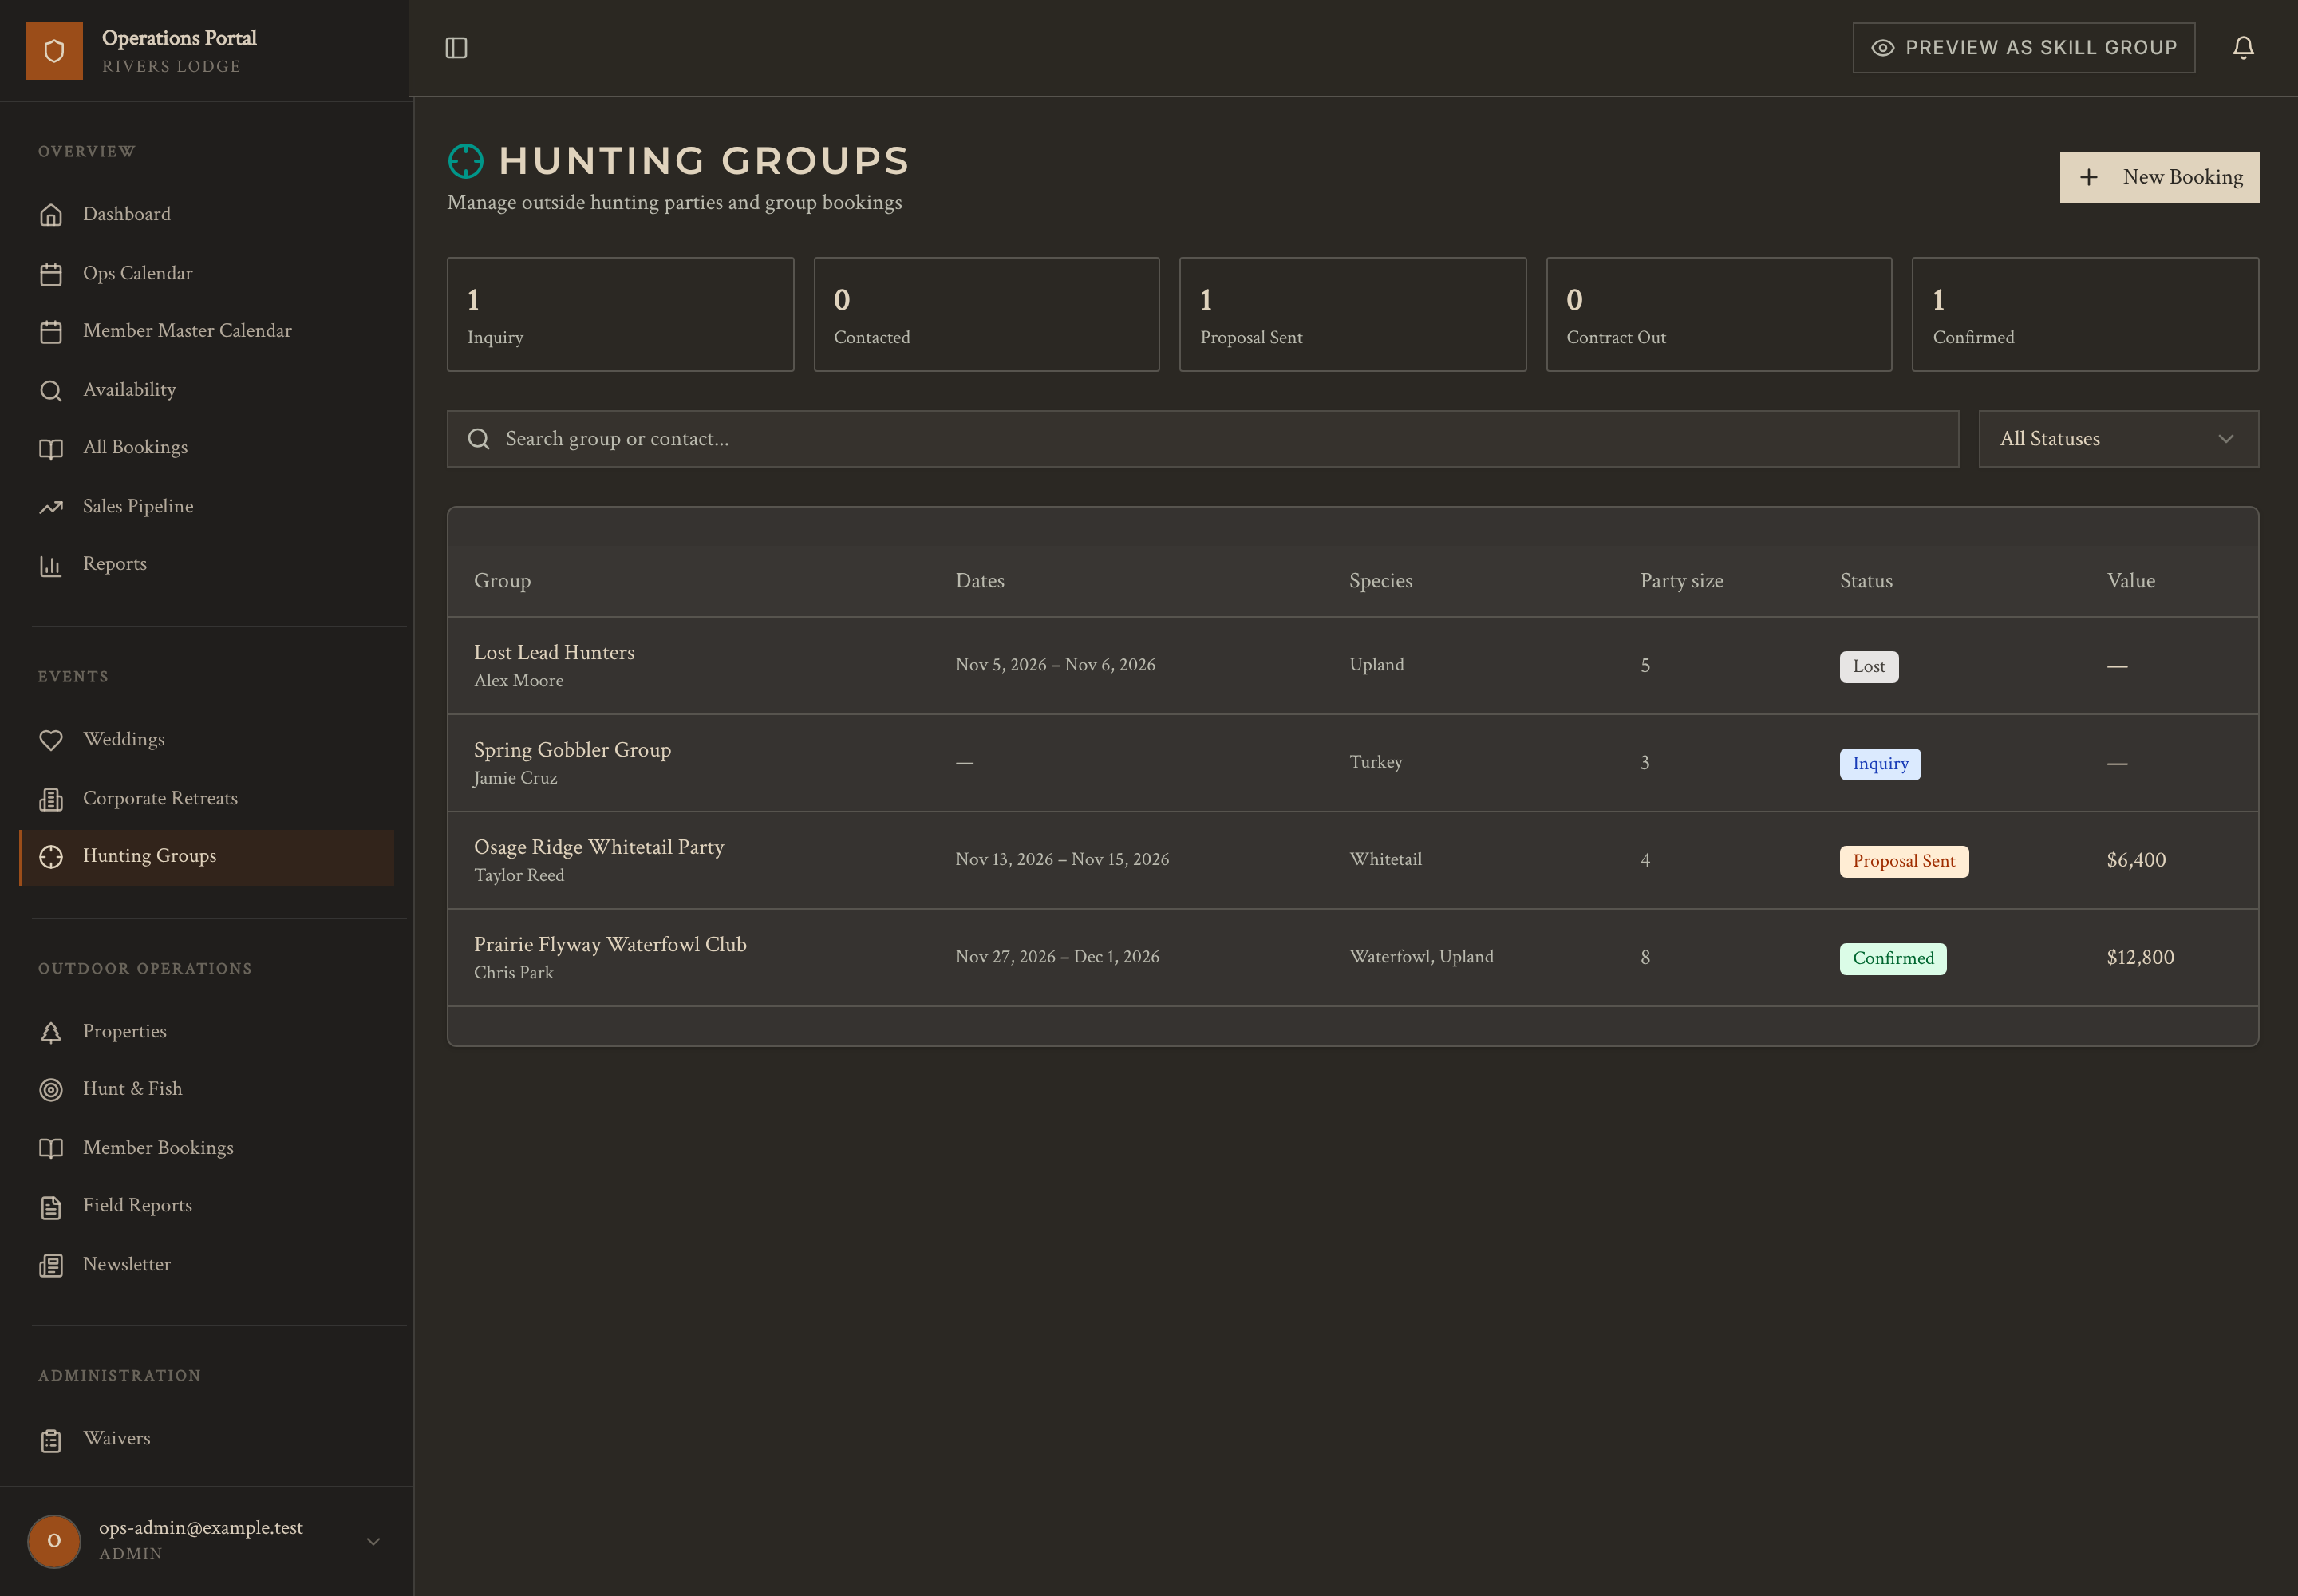 Operations Portal
RIVERS LODGE
PREVIEW AS SKILL GROUP
OVERVIEW
Dashboard
Ops Calendar
Member Master Calendar
Availability
All Bookings
Sales Pipeline
Reports
EVENTS
Weddings
Corporate Retreats
Hunting Groups
OUTDOOR OPERATIONS
Properties
Hunt & Fish
Member Bookings
Field Reports
Newsletter
ADMINISTRATION
Waivers
O
ops-admin@example.test
ADMIN
HUNTING GROUPS
Manage outside hunting parties and group bookings
New Booking
1
Inquiry
0
Contacted
1
Proposal Sent
0
Contract Out
1
Confirmed
Search group or contact...
All Statuses
Group Dates Species Party size Status Value
Lost Lead Hunters
Alex Moore
Nov 5, 2026 – Nov 6, 2026 Upland 5 Lost —
Spring Gobbler Group
Jamie Cruz
— Turkey 3 Inquiry —
Osage Ridge Whitetail Party
Taylor Reed
Nov 13, 2026 – Nov 15, 2026 Whitetail 4 Proposal Sent $6,400
Prairie Flyway Waterfowl Club
Chris Park
Nov 27, 2026 – Dec 1, 2026 Waterfowl, Upland 8 Confirmed $12,800